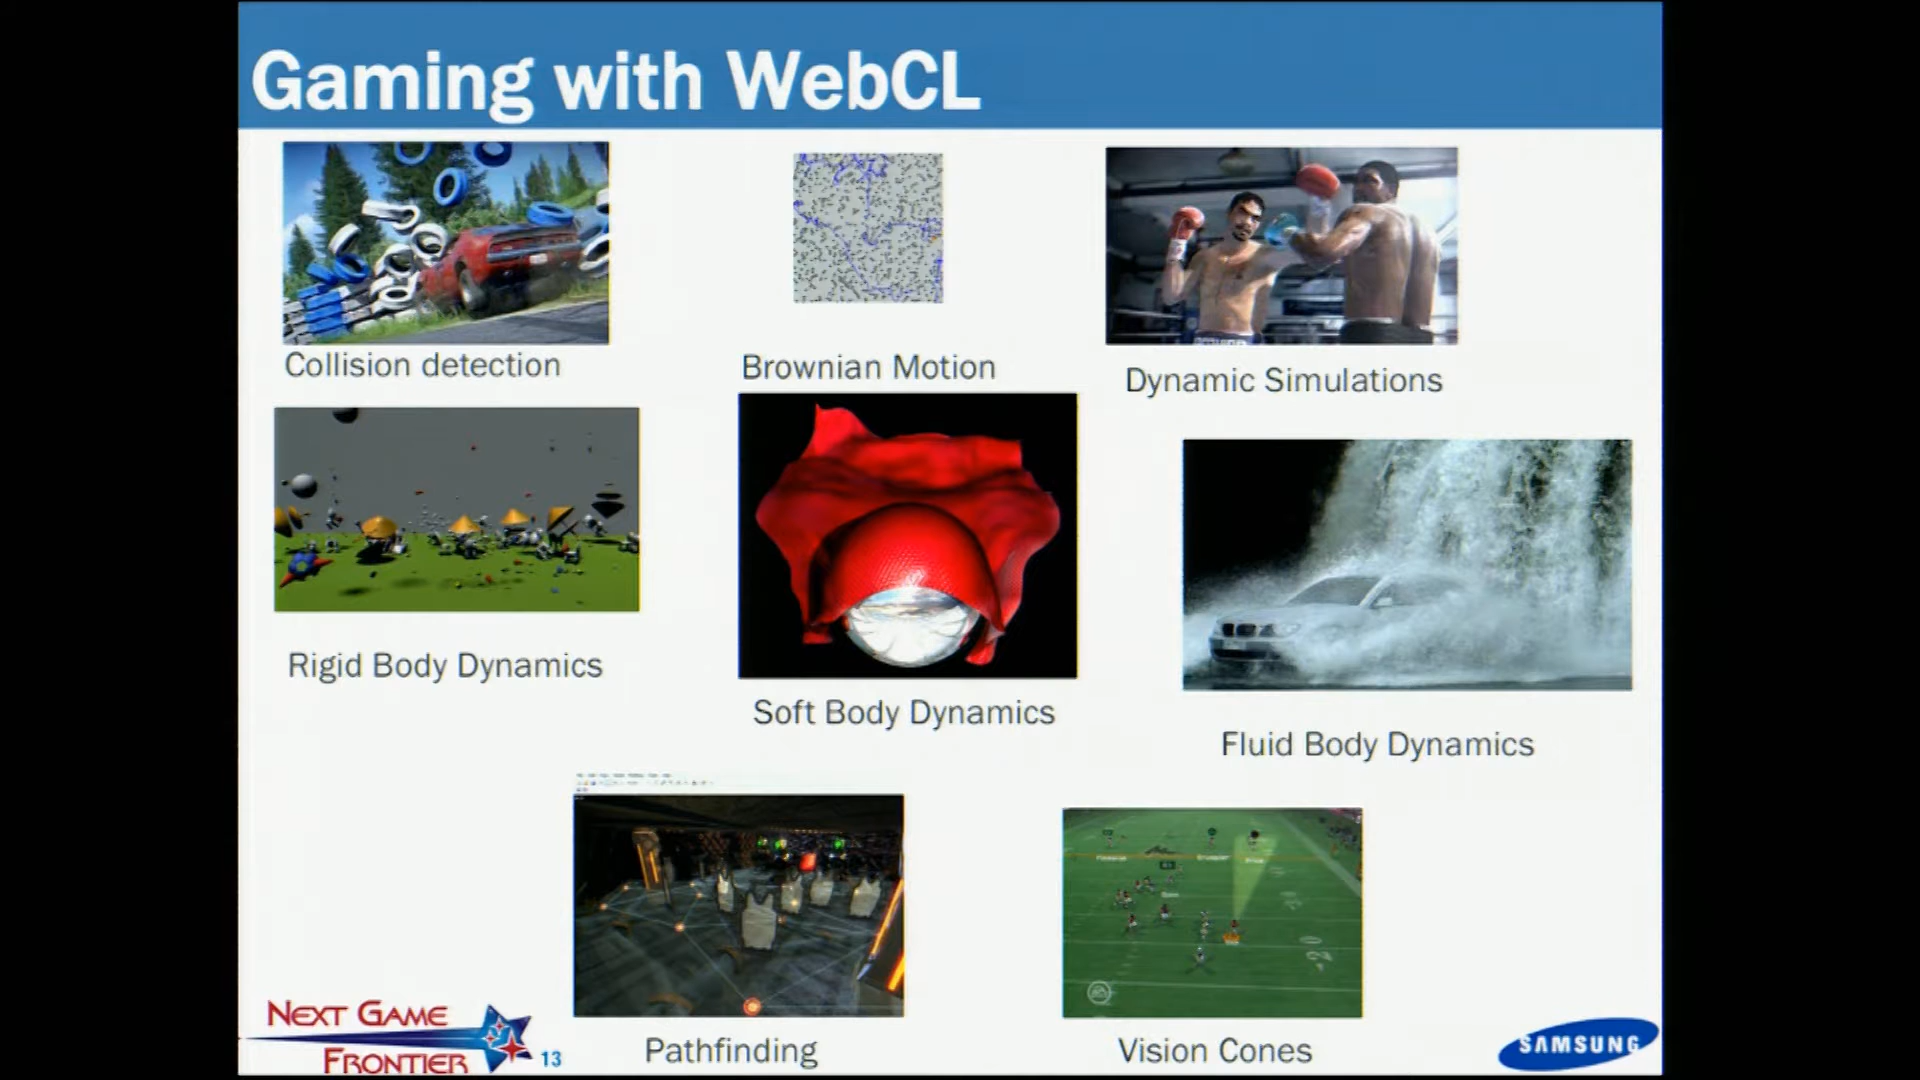 Gaming with WebCL
Collision detection
Brownian Motion
Dynamic Simulations
Rigid Body Dynamics
Soft Body Dynamics
Fluid Body Dynamics
Pathfinding
Vision Cones
NEXT GAME
FRONTIER
13
SAMSUNG